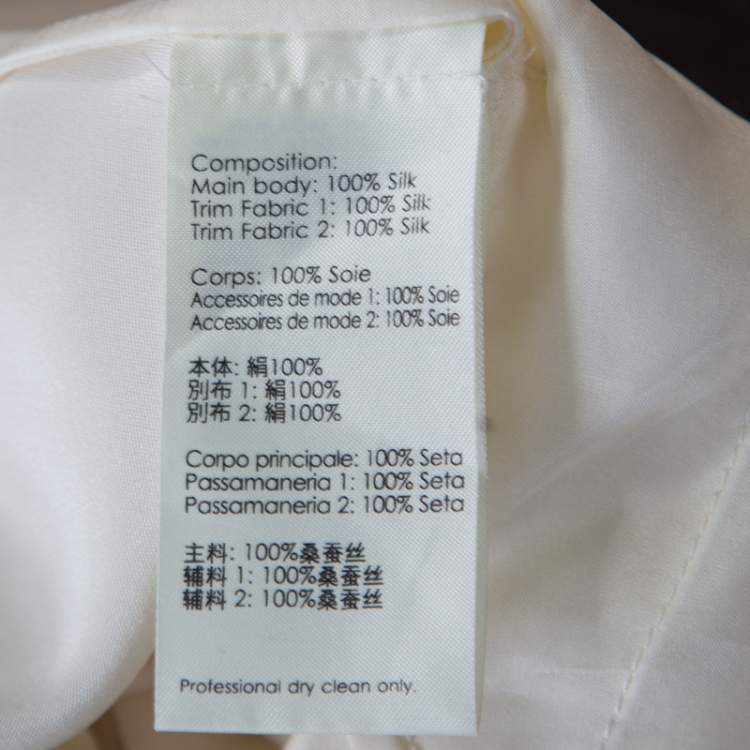 Composition:
Main body: 100% Silk
Trim Fabric 1: 100% Silk
Trim Fabric 2: 100% Silk
Corps: 100% Soie
Accessoires de mode 1: 100% Soie
Accessoires de mode 2: 100% Soie
本体: 絹100%
別布 1: 絹100%
別布 2: 絹100%
Corpo principale: 100% Seta
Passamaneria 1: 100% Seta
Passamaneria 2: 100% Seta
主料: 100%桑蚕丝
辅料 1: 100%桑蚕丝
辅料 2: 100%桑蚕丝
Professional dry clean only.